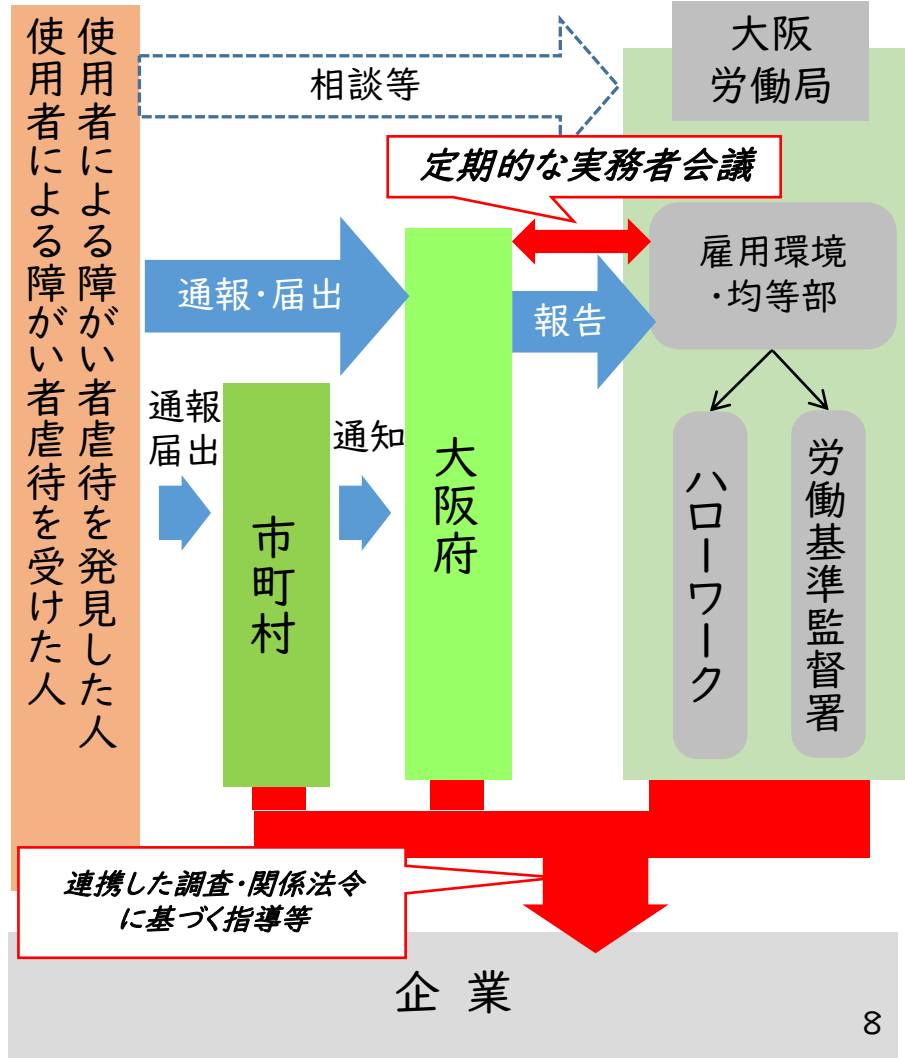 使用者による障がい者虐待を発見した人
使用者による障がい者虐待を受けた人
相談等
大阪
労働局
定期的な実務者会議
雇用環境
・均等部
通報・届出
報告
通報
届出
通知
市町村
大阪府
ハローワーク
労働基準監督署
連携した調査・関係法令
に基づく指導等
企 業
8